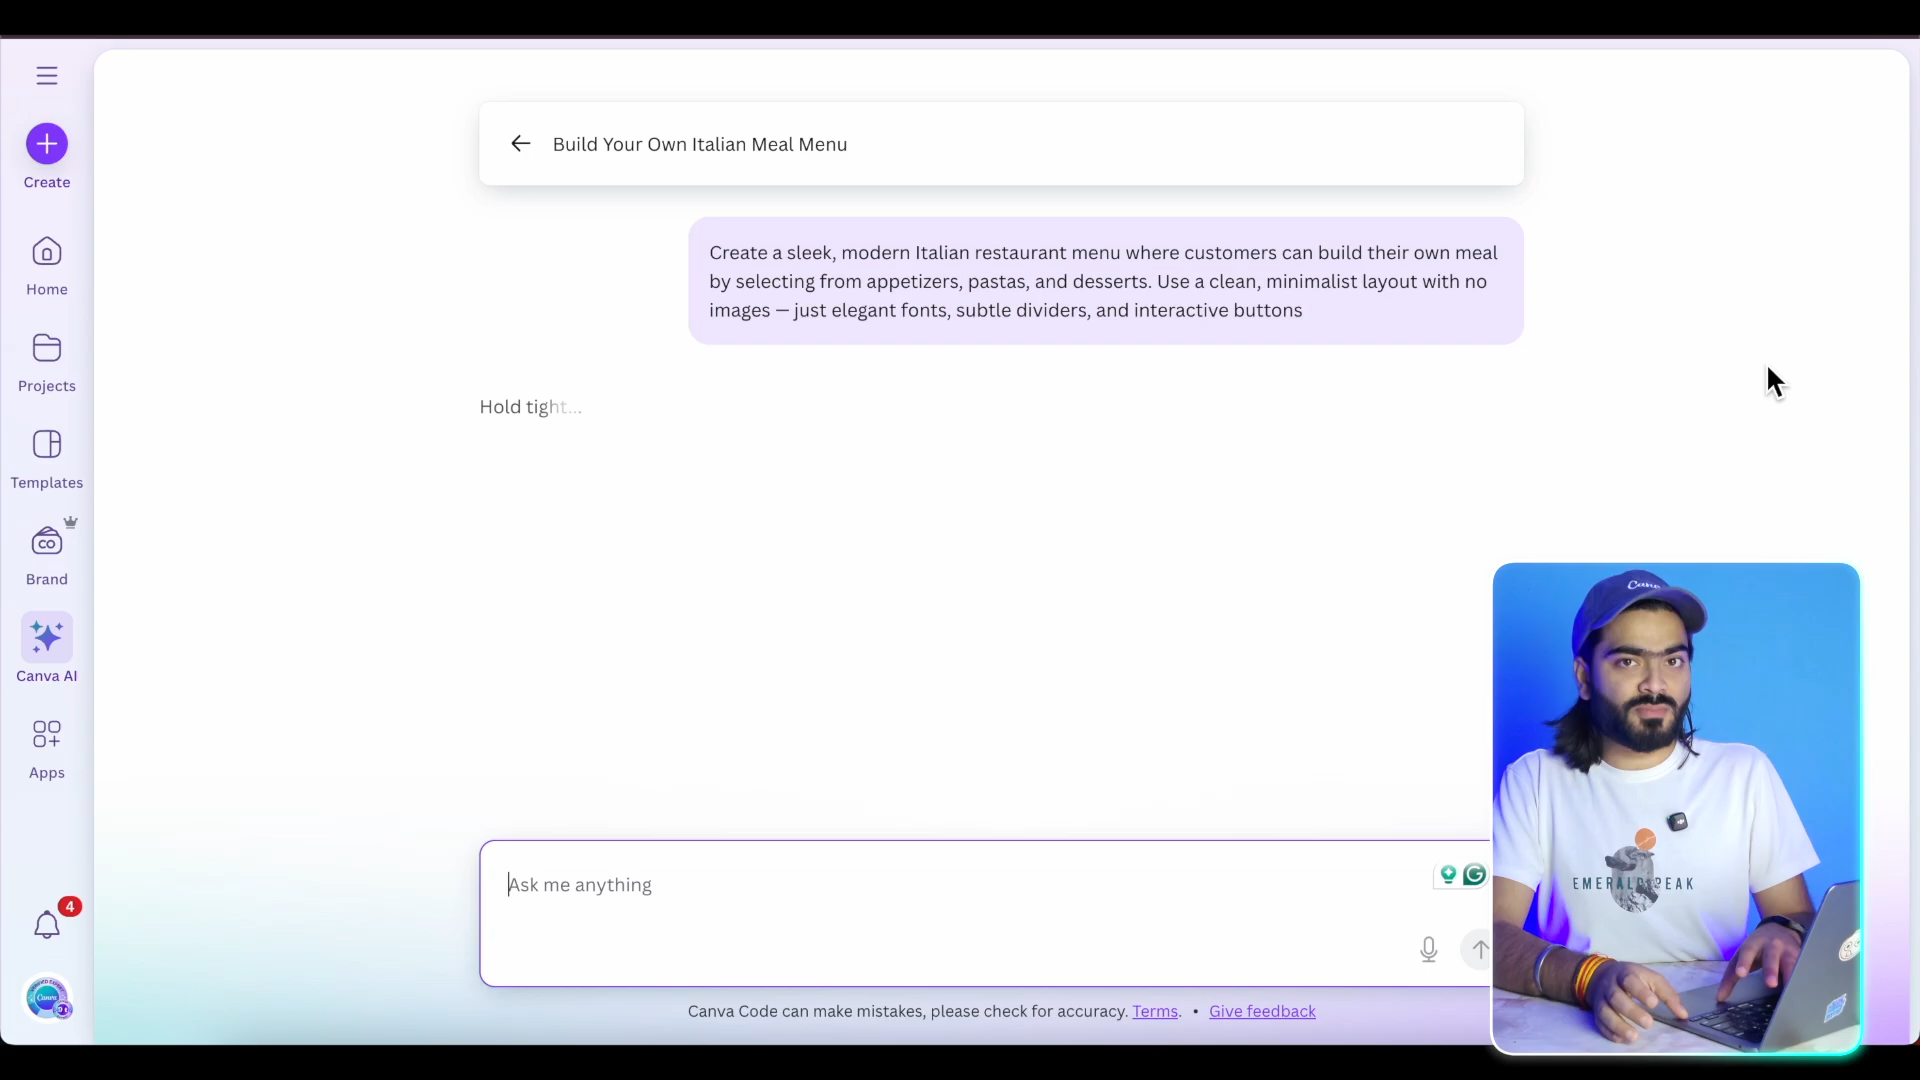 Create
Home
Projects
Templates
CO
Brand
Canva AI
Apps
4
Canva
Build Your Own Italian Meal Menu
Create a sleek, modern Italian restaurant menu where customers can build their own meal
by selecting from appetizers, pastas, and desserts. Use a clean, minimalist layout with no
images — just elegant fonts, subtle dividers, and interactive buttons
Hold tight...
Ask me anything
Canva Code can make mistakes, please check for accuracy. Terms. • Give feedback